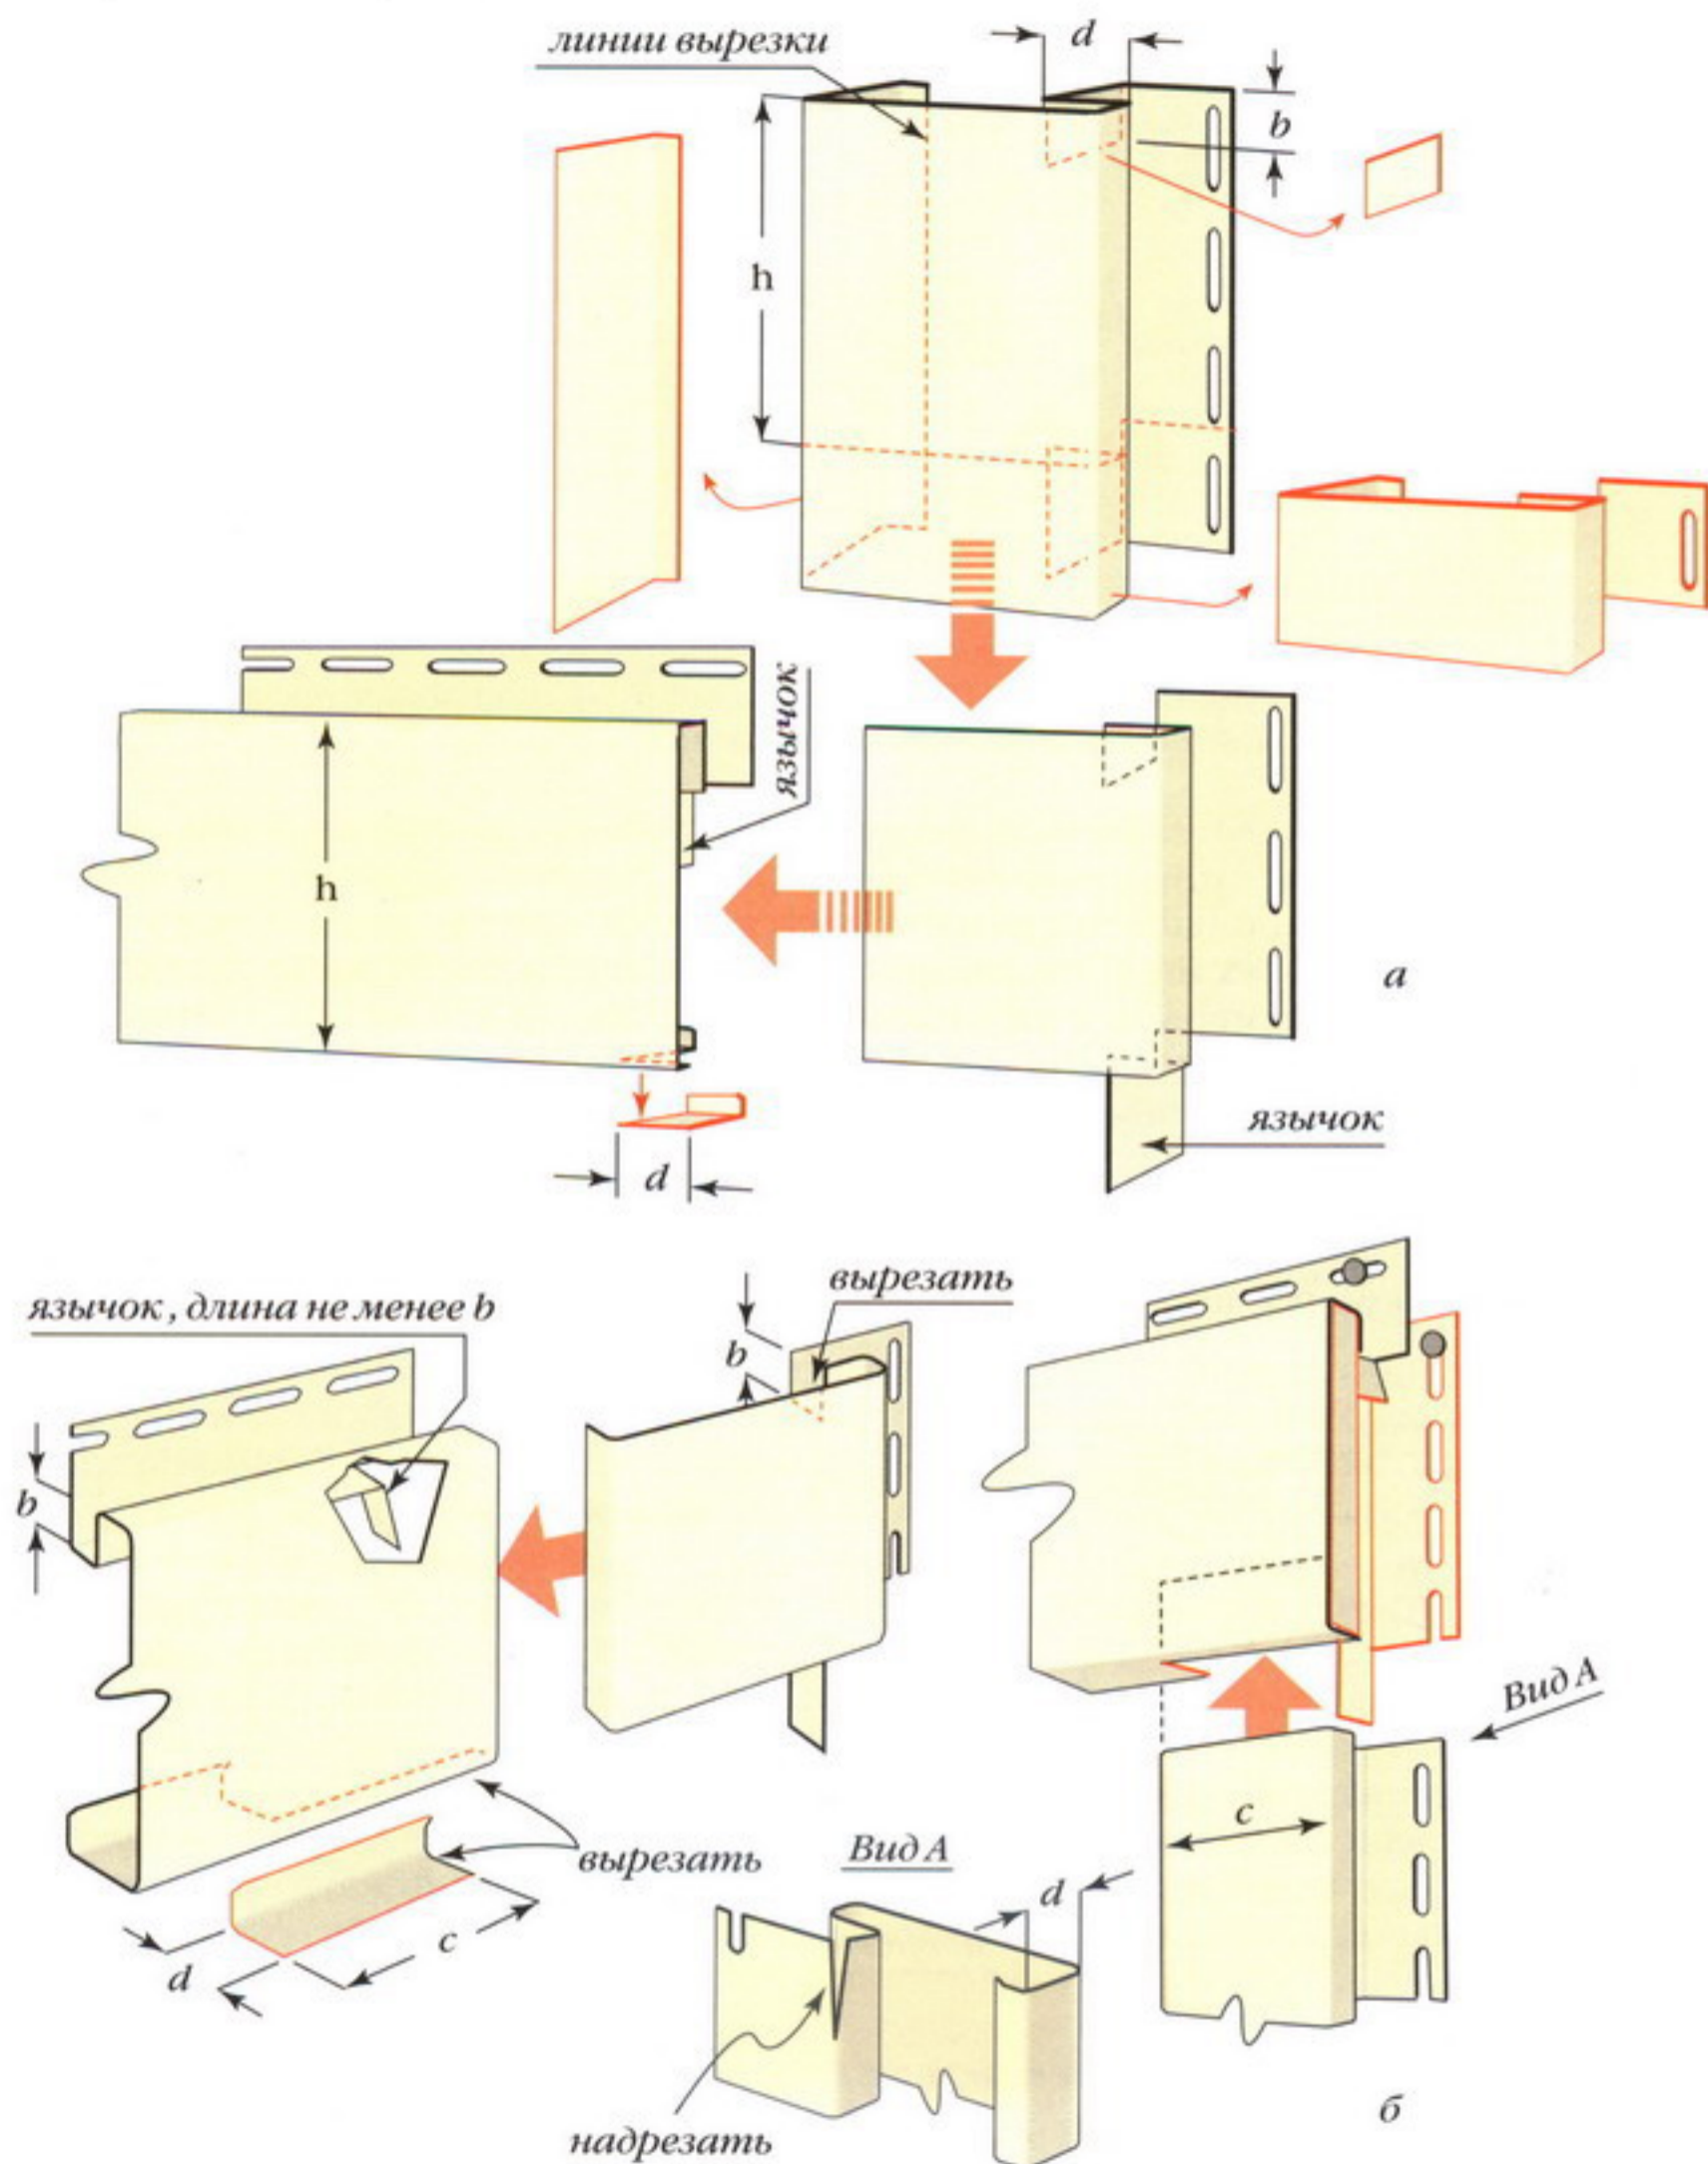 линии вырезки
d
b
h
язычок
h
а
язычок
d
язычок, длина не менее b
вырезать
b
b
Вид А
вырезать
Вид А
c
d
d
c
надрезать
б